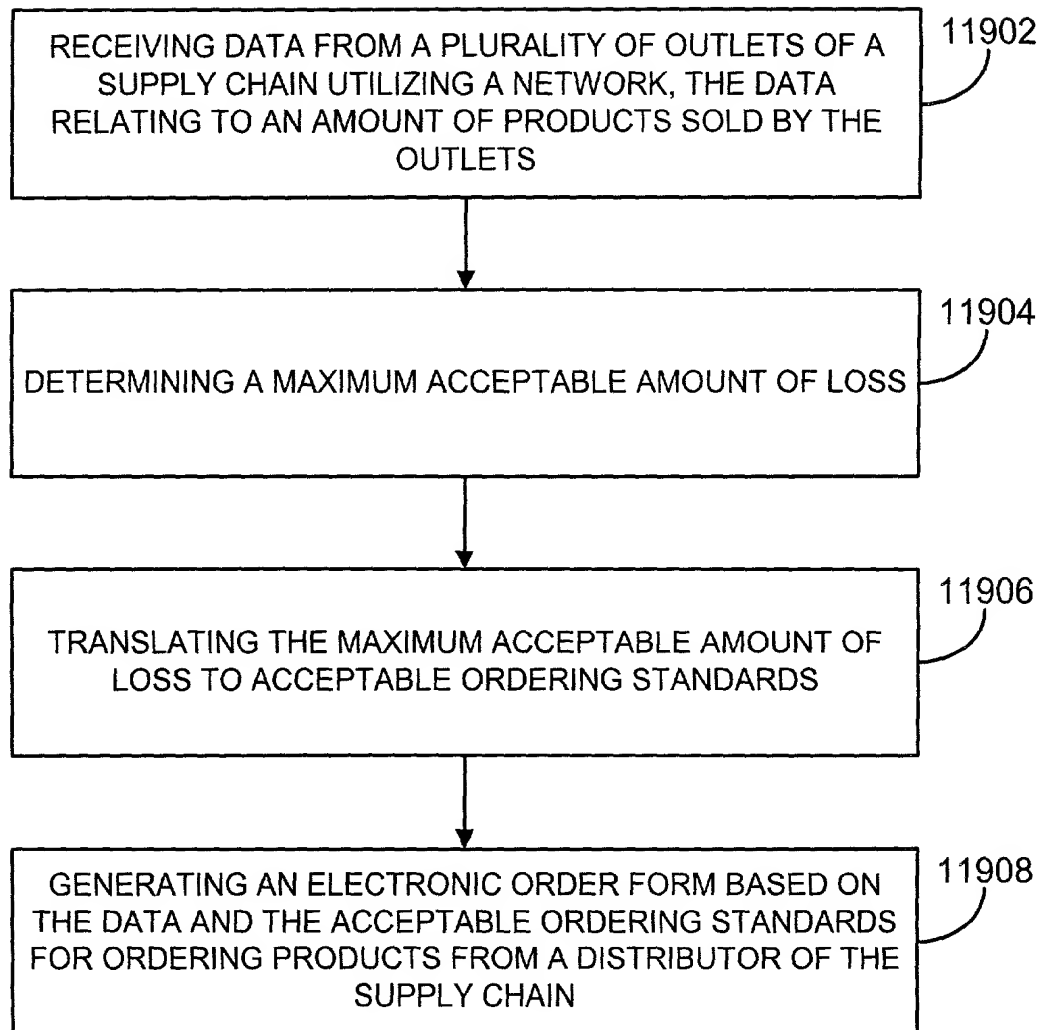 RECEIVING DATA FROM A PLURALITY OF OUTLETS OF A
SUPPLY CHAIN UTILIZING A NETWORK, THE DATA
RELATING TO AN AMOUNT OF PRODUCTS SOLD BY THE
OUTLETS
11902
DETERMINING A MAXIMUM ACCEPTABLE AMOUNT OF LOSS
11904
TRANSLATING THE MAXIMUM ACCEPTABLE AMOUNT OF
LOSS TO ACCEPTABLE ORDERING STANDARDS
11906
GENERATING AN ELECTRONIC ORDER FORM BASED ON
THE DATA AND THE ACCEPTABLE ORDERING STANDARDS
FOR ORDERING PRODUCTS FROM A DISTRIBUTOR OF THE
SUPPLY CHAIN
11908